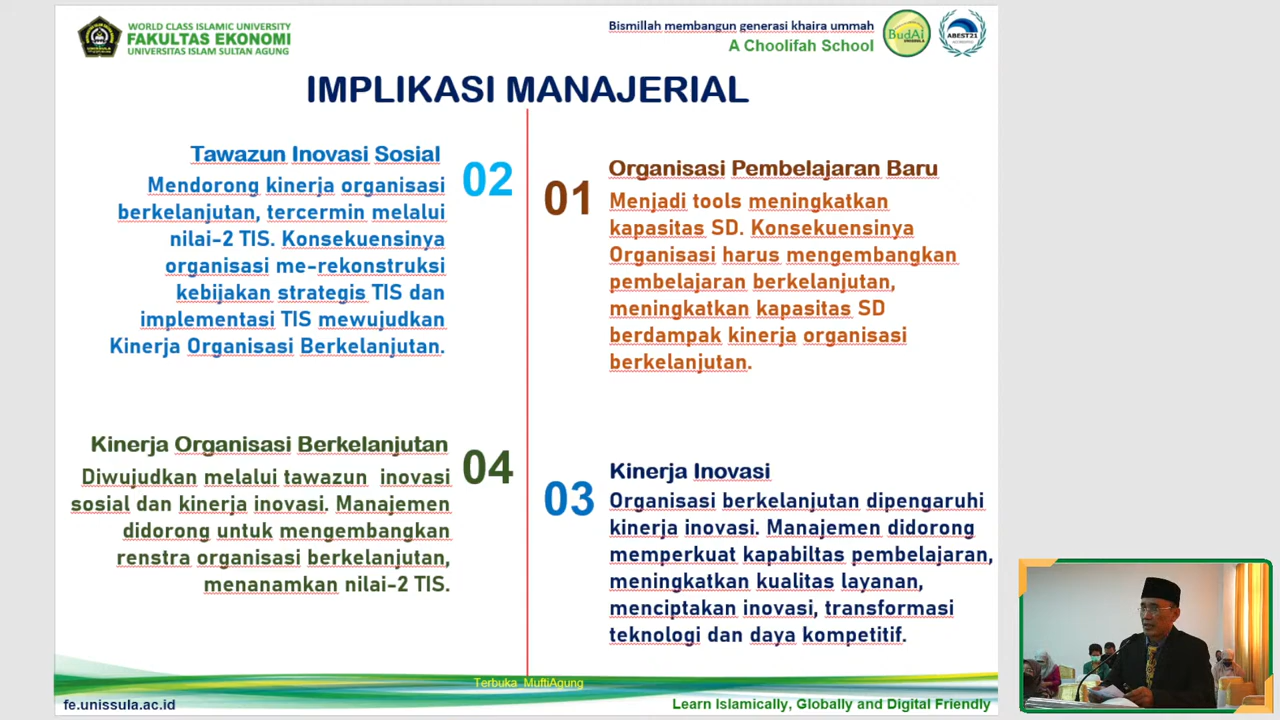 WORLD CLASS ISLAMIC UNIVERSITY
FAKULTAS EKONOMI
UNIVERSITAS ISLAM SULTAN AGUNG
Bismillah membangun generasi khaira ummah
A Choolifah School
BudAi
ABEST21
IMPLIKASI MANAJERIAL
Tawazun Inovasi Sosial
02
Mendorong kinerja organisasi
berkelanjutan, tercermin melalui
nilai-2 TIS. Konsekuensinya
organisasi me-rekonstruksi
kebijakan strategis TIS dan
implementasi TIS mewujudkan
Kinerja Organisasi Berkelanjutan.
01
Organisasi Pembelajaran Baru
Menjadi tools meningkatkan
kapasitas SD. Konsekuensinya
Organisasi harus mengembangkan
pembelajaran berkelanjutan,
meningkatkan kapasitas SD
berdampak kinerja organisasi
berkelanjutan.
Kinerja Organisasi Berkelanjutan
04
Diwujudkan melalui tawazun inovasi
sosial dan kinerja inovasi. Manajemen
didorong untuk mengembangkan
renstra organisasi berkelanjutan,
menanamkan nilai-2 TIS.
03
Kinerja Inovasi
Organisasi berkelanjutan dipengaruhi
kinerja inovasi. Manajemen didorong
memperkuat kapabiltas pembelajaran,
meningkatkan kualitas layanan,
menciptakan inovasi, transformasi
teknologi dan daya kompetitif.
Terbuka MuftiAgung
fe.unissula.ac.id
Learn Islamically, Globally and Digital Friendly